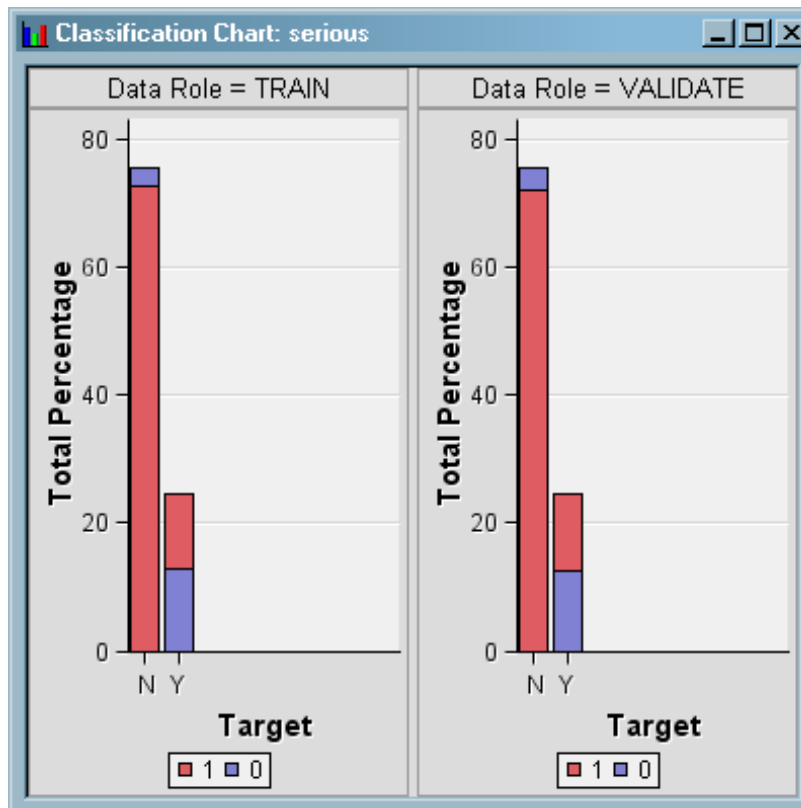 Classification Chart: serious
Data Role = TRAIN
80
60
40
20
0
Total Percentage
N Y
Target
1 0
Data Role = VALIDATE
80
60
40
20
0
Total Percentage
N Y
Target
1 0